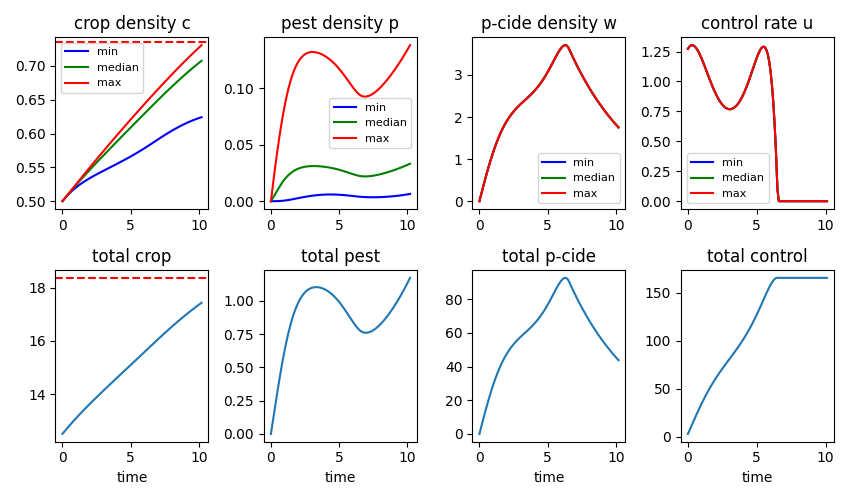 crop density c
0.70
0.65
0.60
0.55
0.50
min
median
max
0
5
10
pest density p
0.10
0.05
0.00
min
median
max
0
5
10
p-cide density w
3
2
1
0
min
median
max
0
5
10
control rate u
1.25
1.00
0.75
0.50
0.25
0.00
min
median
max
0
5
10
total crop
18
16
14
0
5
10
time
total pest
1.00
0.75
0.50
0.25
0.00
0
5
10
time
total p-cide
80
60
40
20
0
0
5
10
time
total control
150
100
50
0
0
5
10
time